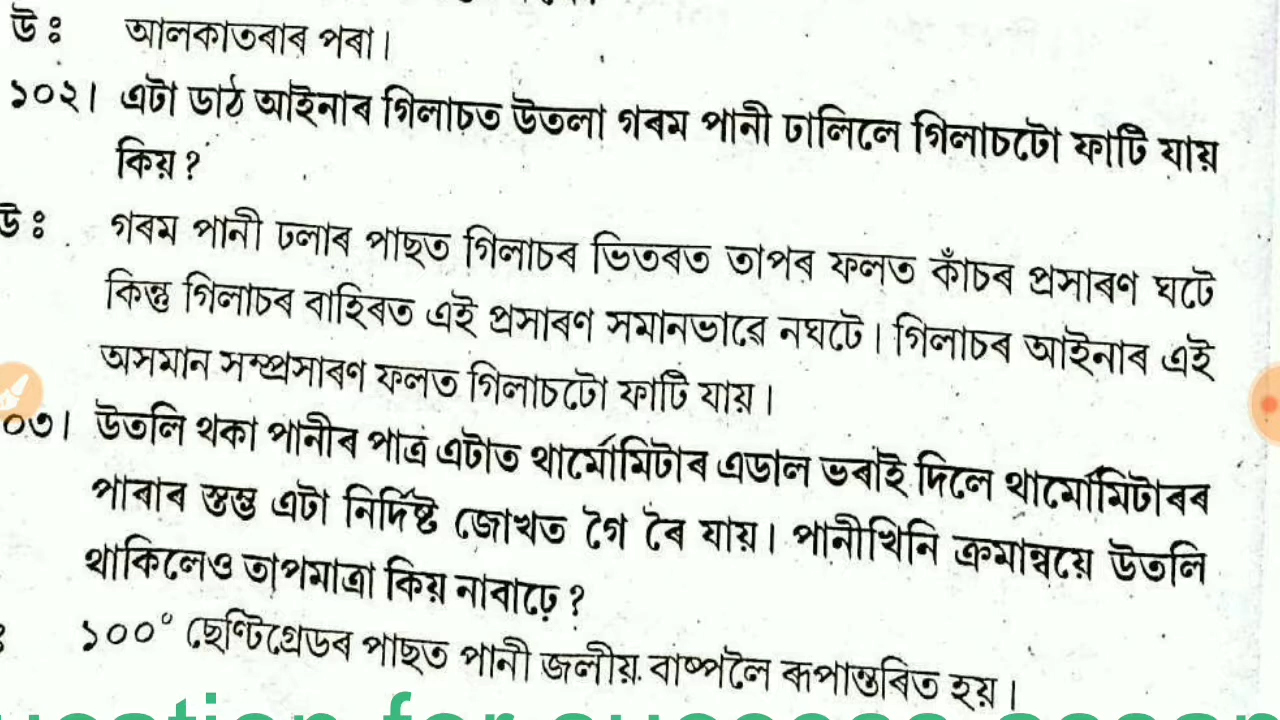 উঃ আলকাতৰাৰ পৰা।
১০২। এটা ডাঠ আইনাৰ গিলাচত উতলা গৰম পানী ঢালিলে গিলাচটো ফাটি যায়
কিয়?
উঃ গৰম পানী ঢলাৰ পাছত গিলাচৰ ভিতৰত তাপৰ ফলত কাঁচৰ প্ৰসাৰণ ঘটে
কিন্তু গিলাচৰ বাহিৰত এই প্ৰসাৰণ সমানভাৱে নঘটে। গিলাচৰ আইনাৰ এই
অসমান সম্প্ৰসাৰণ ফলত গিলাচটো ফাটি যায়।
০৩। উতলি থকা পানীৰ পাত্ৰ এটাত থাৰ্মোমিটাৰ এডাল ভৰাই দিলে থাৰ্মোমিটাৰৰ
পাৰাৰ স্তম্ভ এটা নিৰ্দিষ্ট জোখত গৈ ৰৈ যায়। পানীখিনি ক্ৰমান্বয়ে উতলি
থাকিলেও তাপমাত্ৰা কিয় নাবাঢ়ে?
১০০° ছেণ্টিগ্ৰেডৰ পাছত পানী জলীয় বাষ্পলৈ ৰূপান্তৰিত হয়।